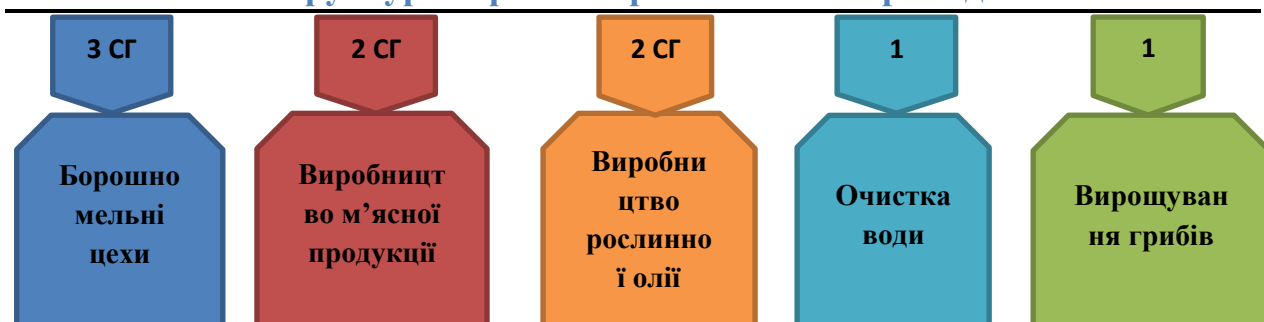 3 СГ
2 СГ
2 СГ
1
1
Борошно
мельні
цехи
Виробницт
во м’ясної
продукції
Виробни
цтво
рослинно
ї олії
Очистка
води
Вирощуван
ня грибів